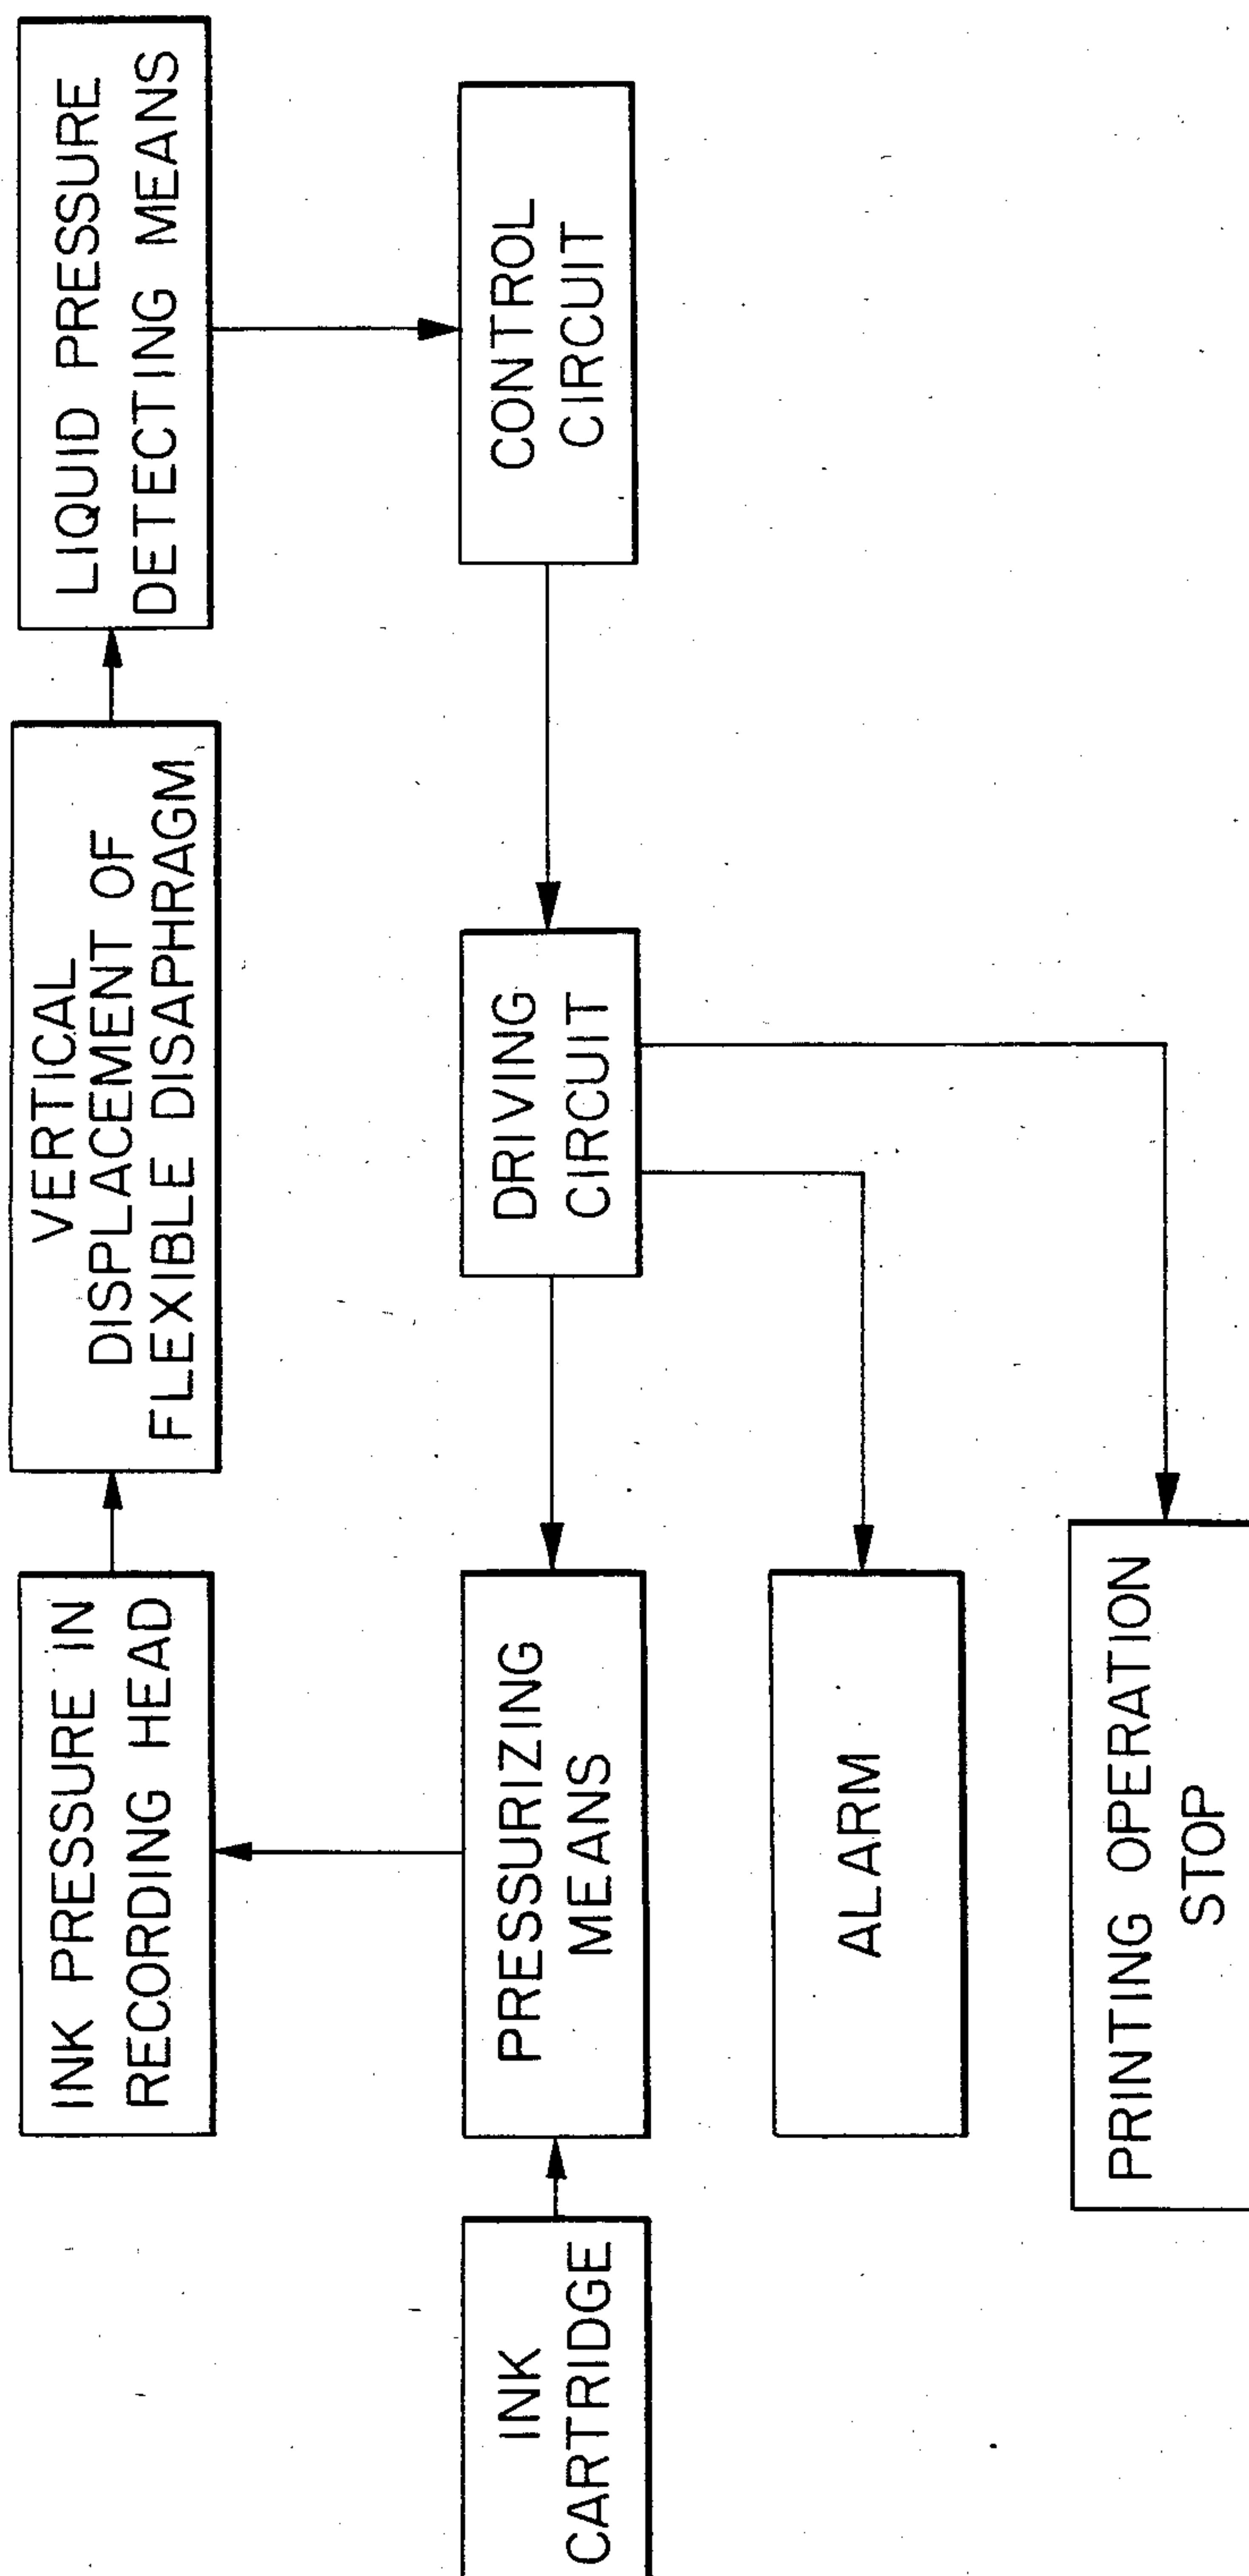 INK PRESSURE IN
RECORDING HEAD
VERTICAL
DISPLACEMENT OF
FLEXIBLE DISAPHRAGM
LIQUID PRESSURE
DETECTING MEANS
INK
CARTRIDGE
PRESSURIZING
MEANS
DRIVING
CIRCUIT
CONTROL
CIRCUIT
ALARM
PRINTING OPERATION
STOP